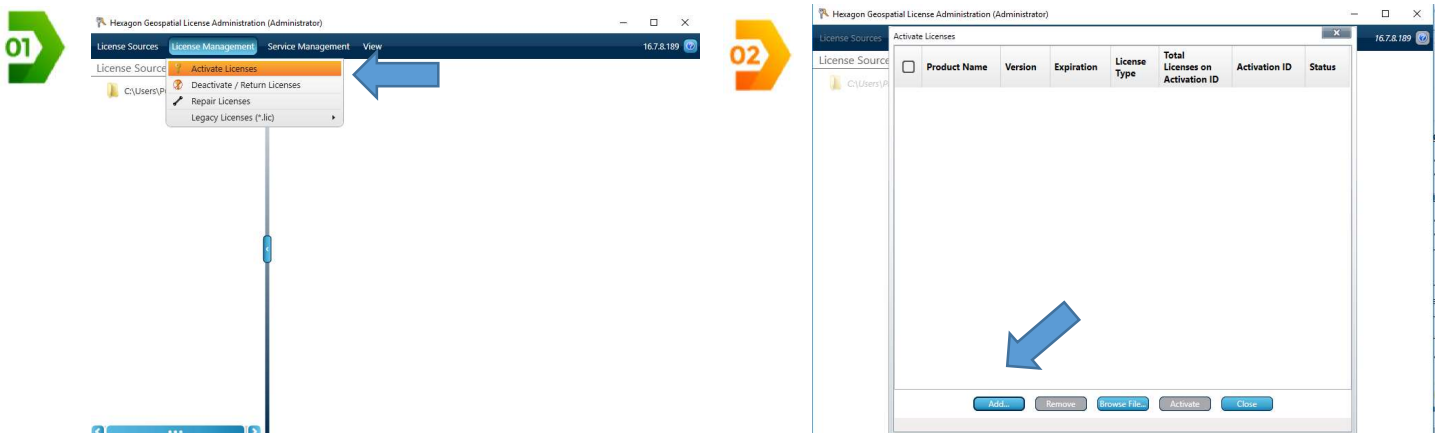 01
Hexagon Geospatial License Administration (Administrator)
License Sources License Management Service Management View 16.7.8.189
License Source
Activate Licenses
C:\Users\P
Deactivate / Return Licenses
Repair Licenses
Legacy Licenses (*.lic)
02
Hexagon Geospatial License Administration (Administrator)
License Sources Activate Licenses 16.7.8.189
License Source
C:\Users\P
Product Name Version Expiration License Type Total Licenses on Activation ID Activation ID Status
Add... Remove Browse File... Activate Close